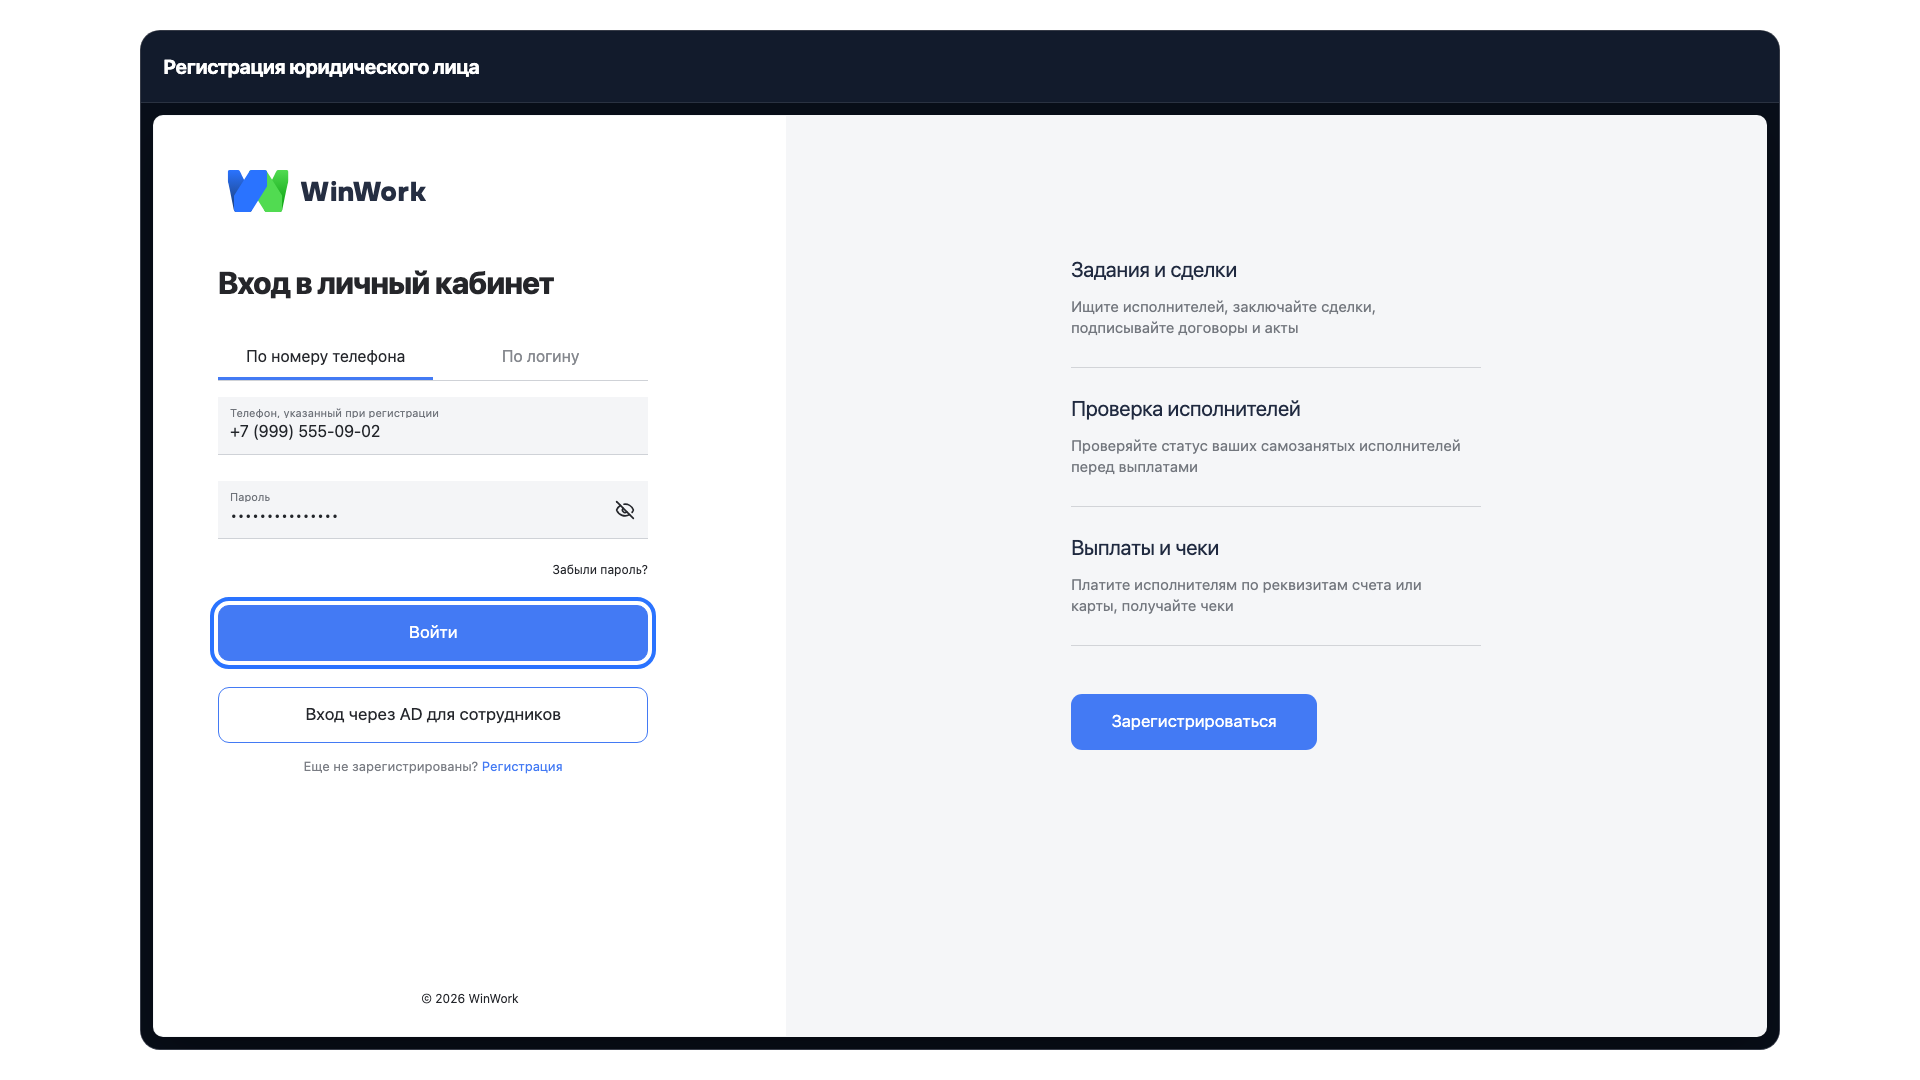 Регистрация юридического лица
WinWork
Вход в личный кабинет
По номеру телефона
По логину
Телефон, указанный при регистрации
+7 (999) 555-09-02
Пароль
•••••••••••••••
Забыли пароль?
Войти
Вход через AD для сотрудников
Еще не зарегистрированы? Регистрация
© 2026 WinWork
Задания и сделки
Ищите исполнителей, заключайте сделки,
подписывайте договоры и акты
Проверка исполнителей
Проверяйте статус ваших самозанятых исполнителей
перед выплатами
Выплаты и чеки
Платите исполнителям по реквизитам счета или
карты, получайте чеки
Зарегистрироваться